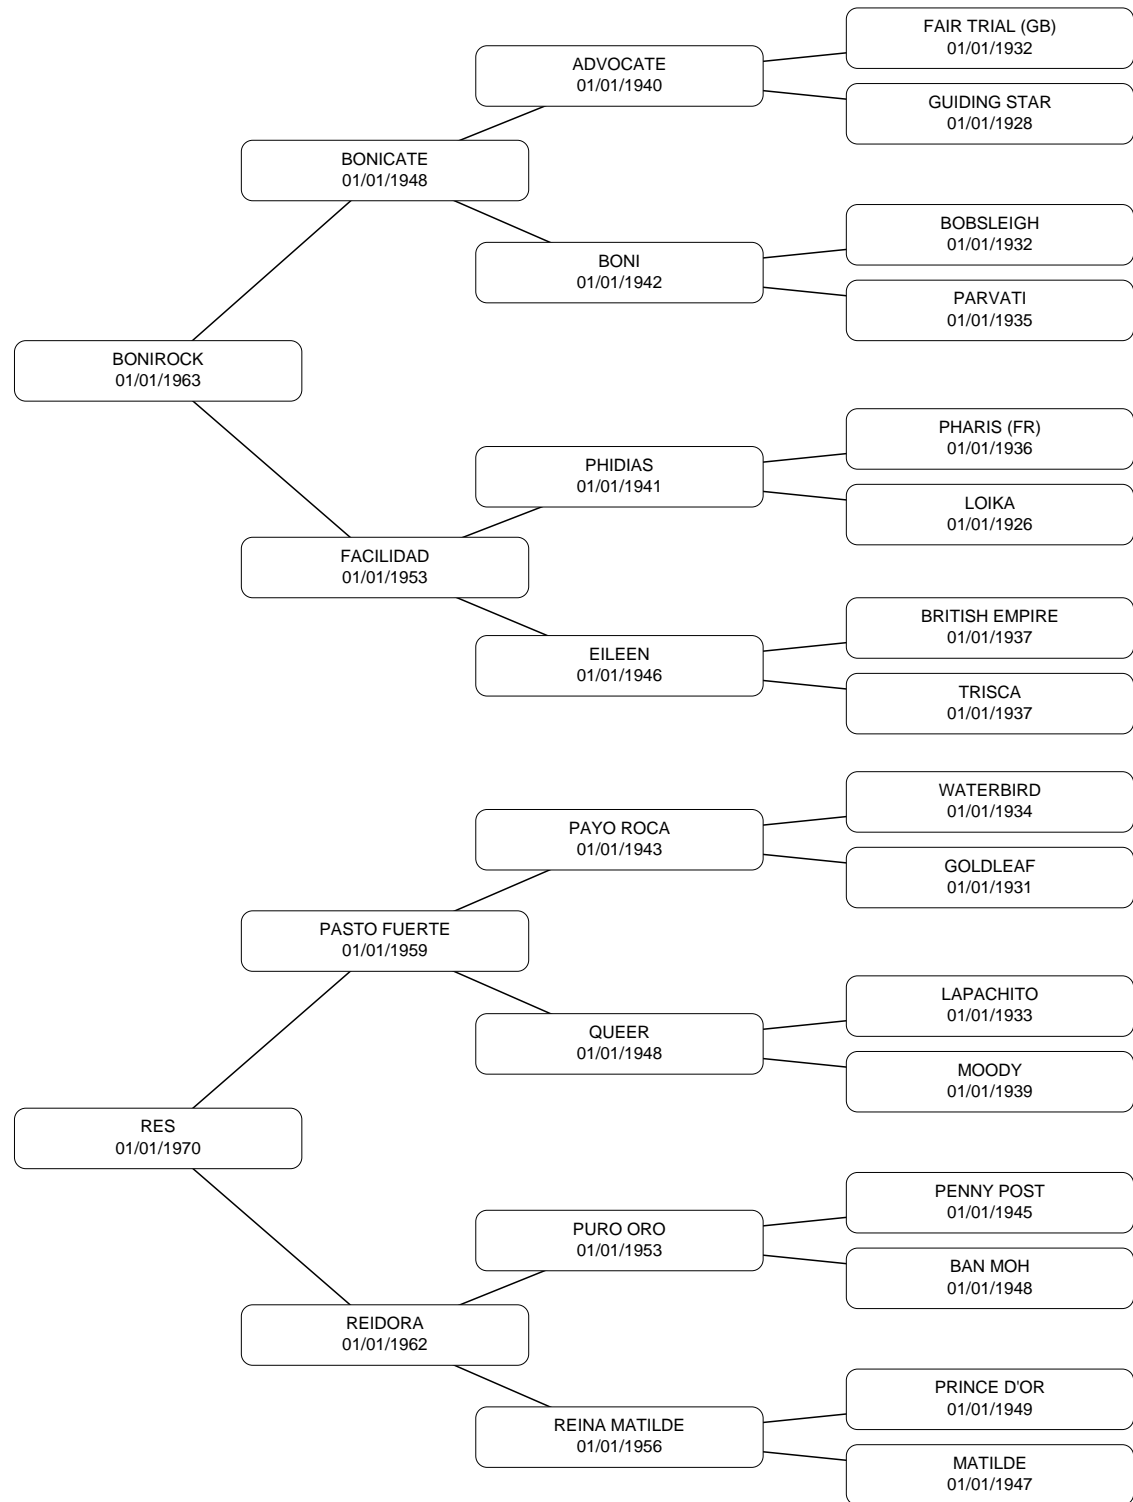 FAIR TRIAL (GB)
01/01/1932
ADVOCATE
01/01/1940
GUIDING STAR
01/01/1928
BONICATE
01/01/1948
BOBSLEIGH
01/01/1932
BONI
01/01/1942
PARVATI
01/01/1935
BONIROCK
01/01/1963
PHARIS (FR)
01/01/1936
PHIDIAS
01/01/1941
LOIKA
01/01/1926
FACILIDAD
01/01/1953
BRITISH EMPIRE
01/01/1937
EILEEN
01/01/1946
TRISCA
01/01/1937
WATERBIRD
01/01/1934
PAYO ROCA
01/01/1943
GOLDLEAF
01/01/1931
PASTO FUERTE
01/01/1959
LAPACHITO
01/01/1933
QUEER
01/01/1948
MOODY
01/01/1939
RES
01/01/1970
PENNY POST
01/01/1945
PURO ORO
01/01/1953
BAN MOH
01/01/1948
REIDORA
01/01/1962
PRINCE D'OR
01/01/1949
REINA MATILDE
01/01/1956
MATILDE
01/01/1947